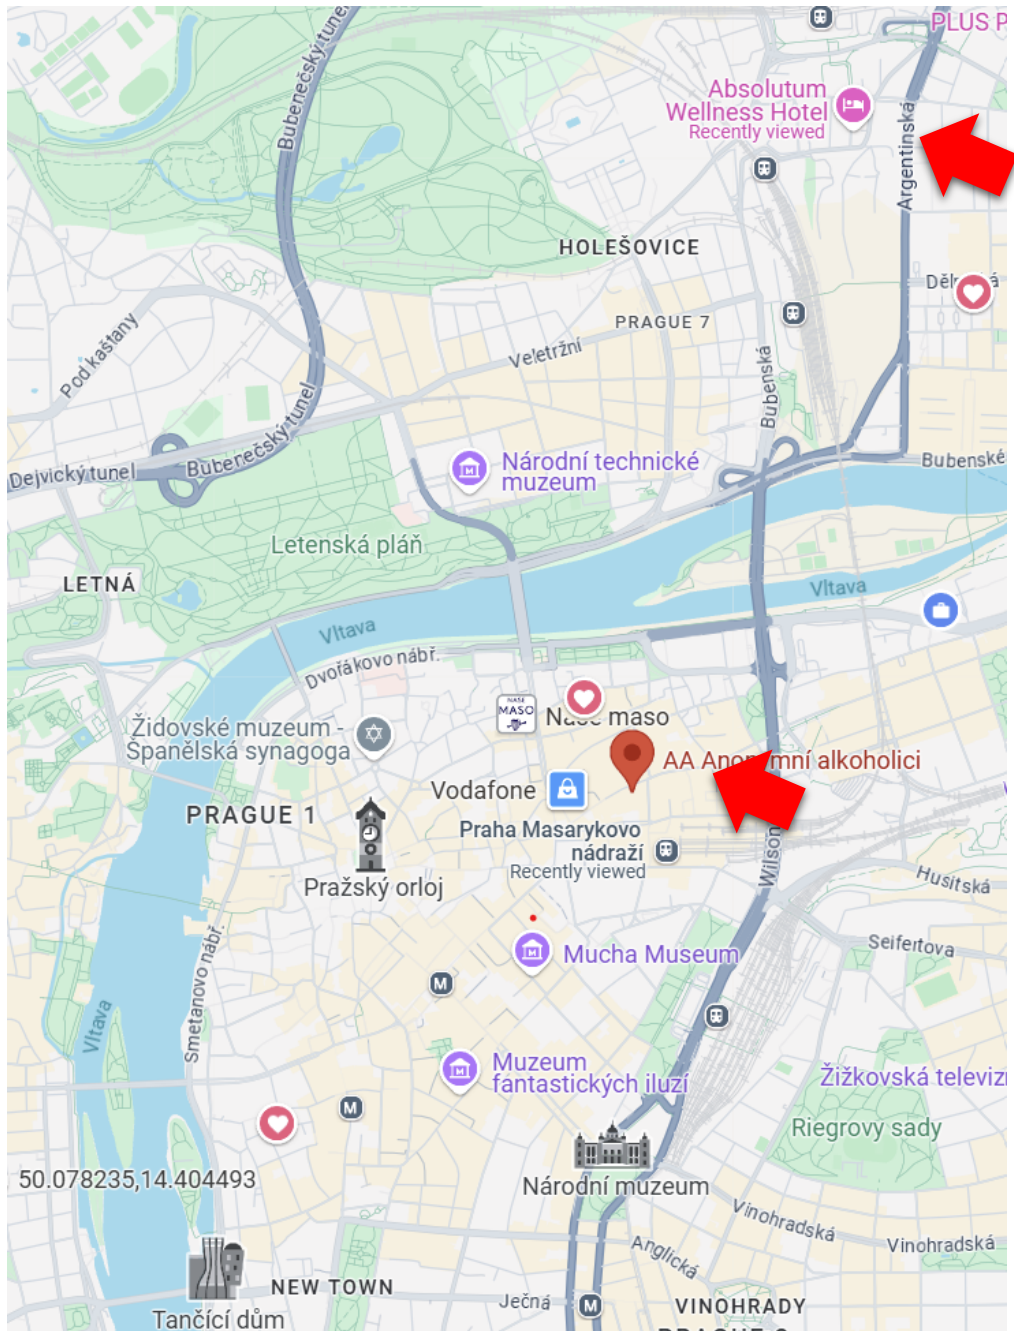 PLUS P
Absolutum
Wellness Hotel
Recently viewed
Bubenečský tunel
Argentinská
HOLEŠOVICE
PRAGUE 7
Pod kaštany
Veletržní
Bubenská
Dejvický tunel
Bubenečský tunel
Národní technické
muzeum
Bubenské
Letenská pláň
LETNÁ
Vltava
Vltava
Dvořákovo nábř.
NAŠE
MASO
Naše maso
Židovské muzeum -
Španělská synagoga
AA Anonymní alkoholici
Vodafone
PRAGUE 1
Praha Masarykovo
nádraží
Recently viewed
Wilson
Pražský orloj
Husitská
Seifertova
Mucha Museum
M
Smetanovo nábř.
Vltava
Muzeum
fantastických iluzí
Žižkovská televiz
M
Riegrovy sady
50.078235,14.404493
Národní muzeum
Vinohradská
Vinohradská
Anglická
NEW TOWN
Ječná
M
VINOHRADY
Tančící dům